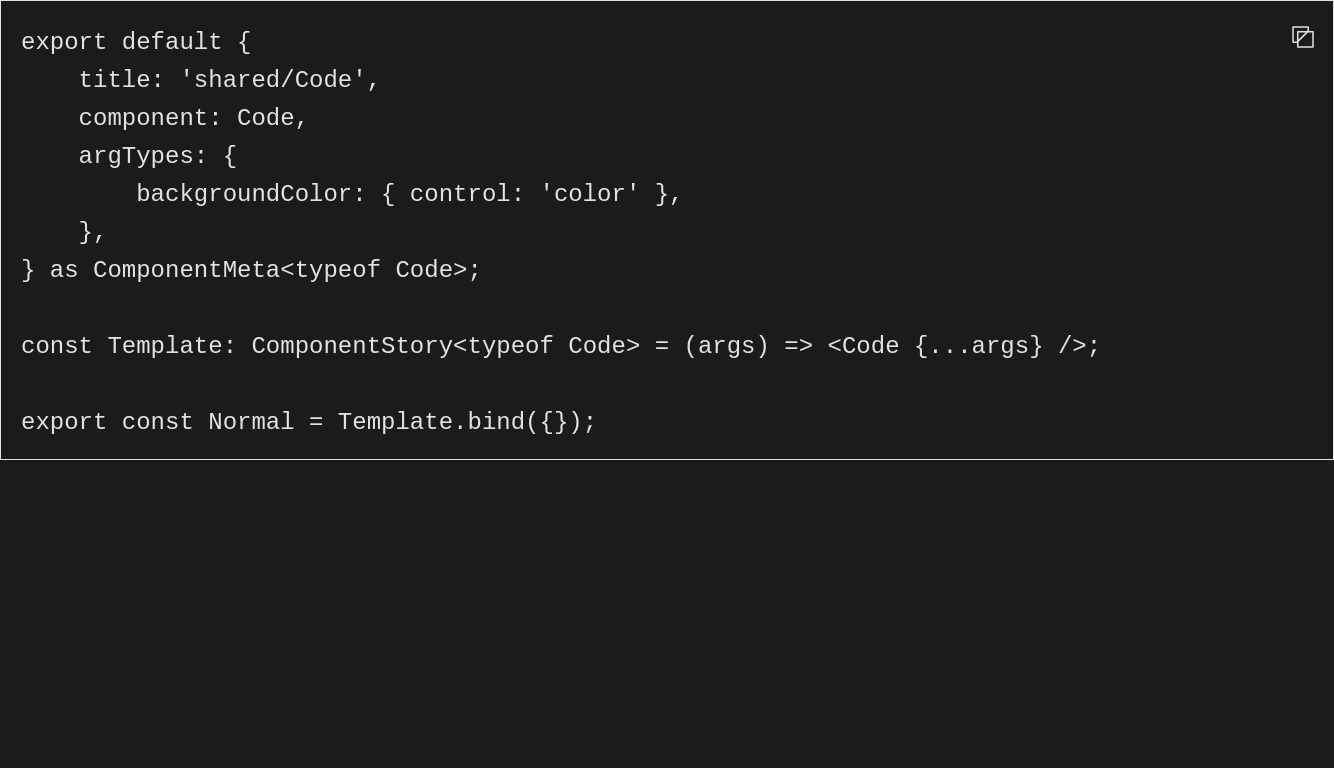 export default {
    title: 'shared/Code',
    component: Code,
    argTypes: {
        backgroundColor: { control: 'color' },
    },
} as ComponentMeta<typeof Code>;

const Template: ComponentStory<typeof Code> = (args) => <Code {...args} />;

export const Normal = Template.bind({});